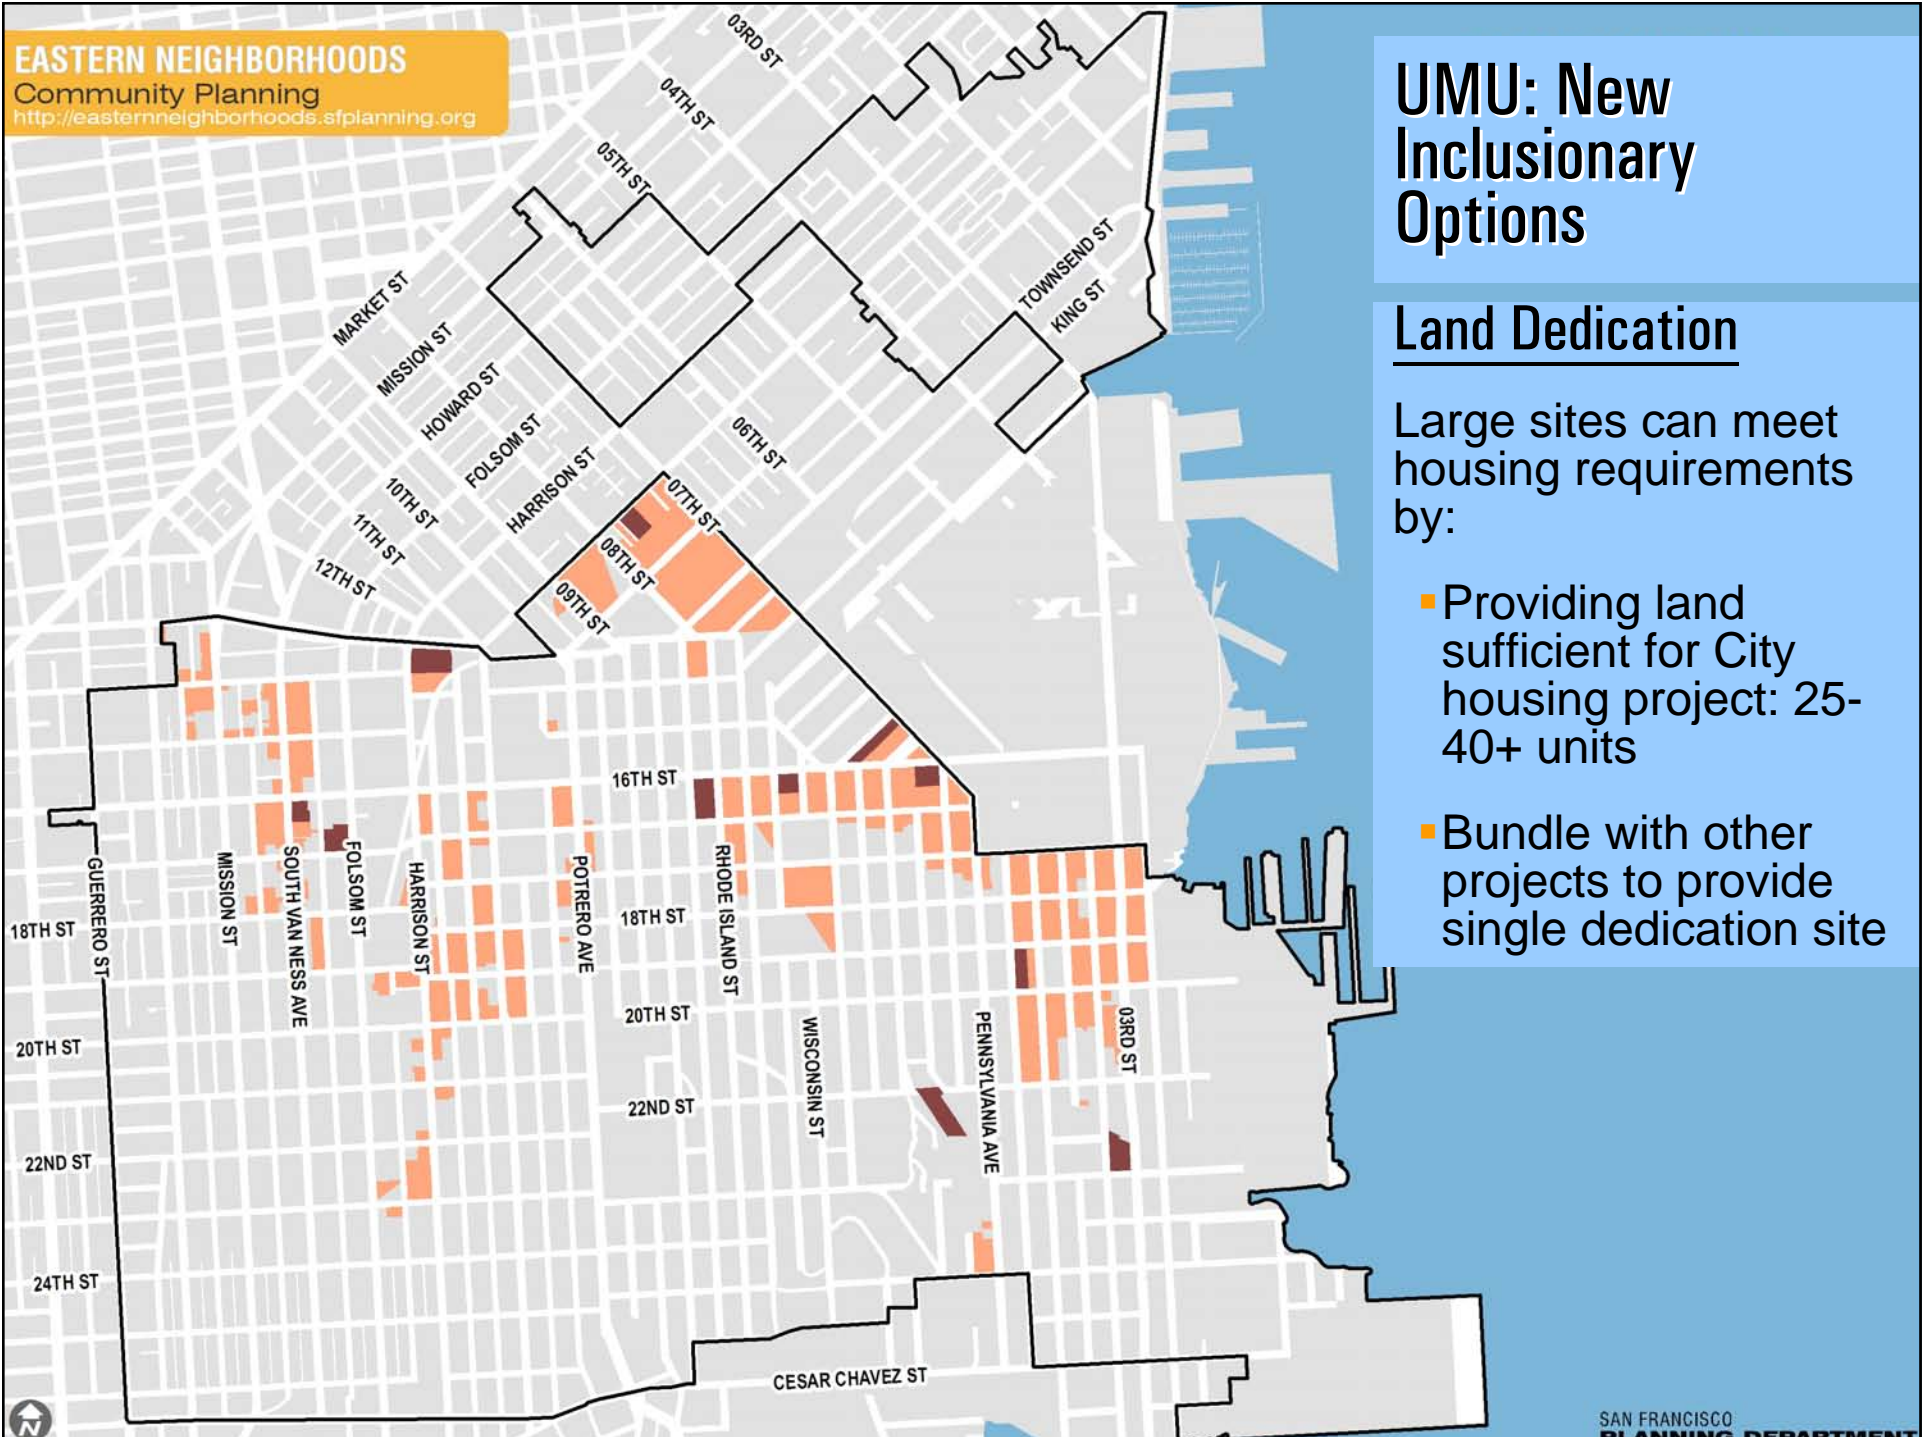 EASTERN NEIGHBORHOODS
Community Planning
http://easternneighborhoods.sfplanning.org
UMU: New
Inclusionary
Options
Land Dedication
Large sites can meet
housing requirements
by:
▪Providing land
sufficient for City
housing project: 25-
40+ units
▪Bundle with other
projects to provide
single dedication site
03RD ST
04TH ST
05TH ST
TOWNSEND ST
KING ST
MARKET ST
MISSION ST
HOWARD ST
FOLSOM ST
HARRISON ST
06TH ST
07TH ST
08TH ST
09TH ST
10TH ST
11TH ST
12TH ST
16TH ST
GUERRERO ST
MISSION ST
SOUTH VAN NESS AVE
FOLSOM ST
HARRISON ST
POTRERO AVE
RHODE ISLAND ST
WISCONSIN ST
PENNSYLVANIA AVE
03RD ST
18TH ST
18TH ST
20TH ST
20TH ST
22ND ST
22ND ST
24TH ST
CESAR CHAVEZ ST
N
SAN FRANCISCO
PLANNING DEPARTMENT